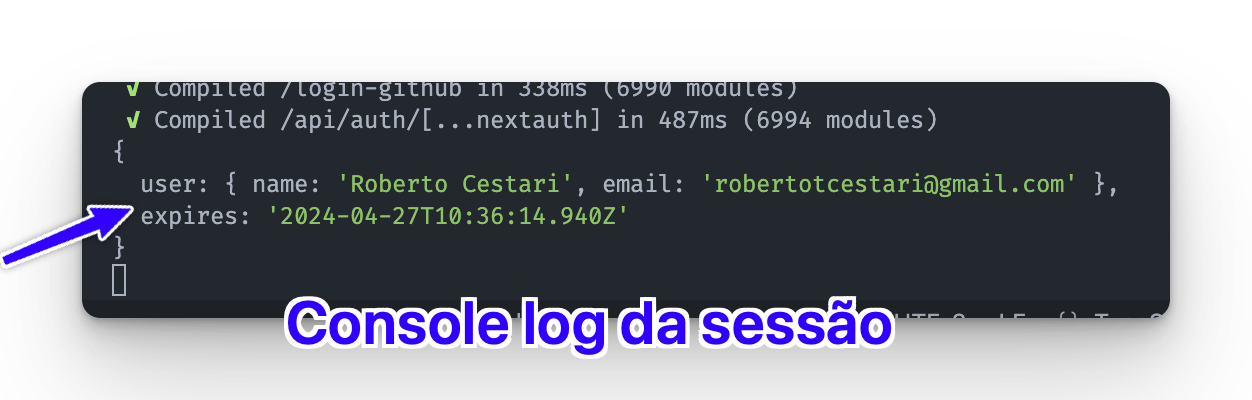 ✓ Compiled /login-github in 338ms (6990 modules)
✓ Compiled /api/auth/[...nextauth] in 487ms (6994 modules)
{
user: { name: 'Roberto Cestari', email: 'robertotcestari@gmail.com' },
expires: '2024-04-27T10:36:14.940Z'
}
Console log da sessão